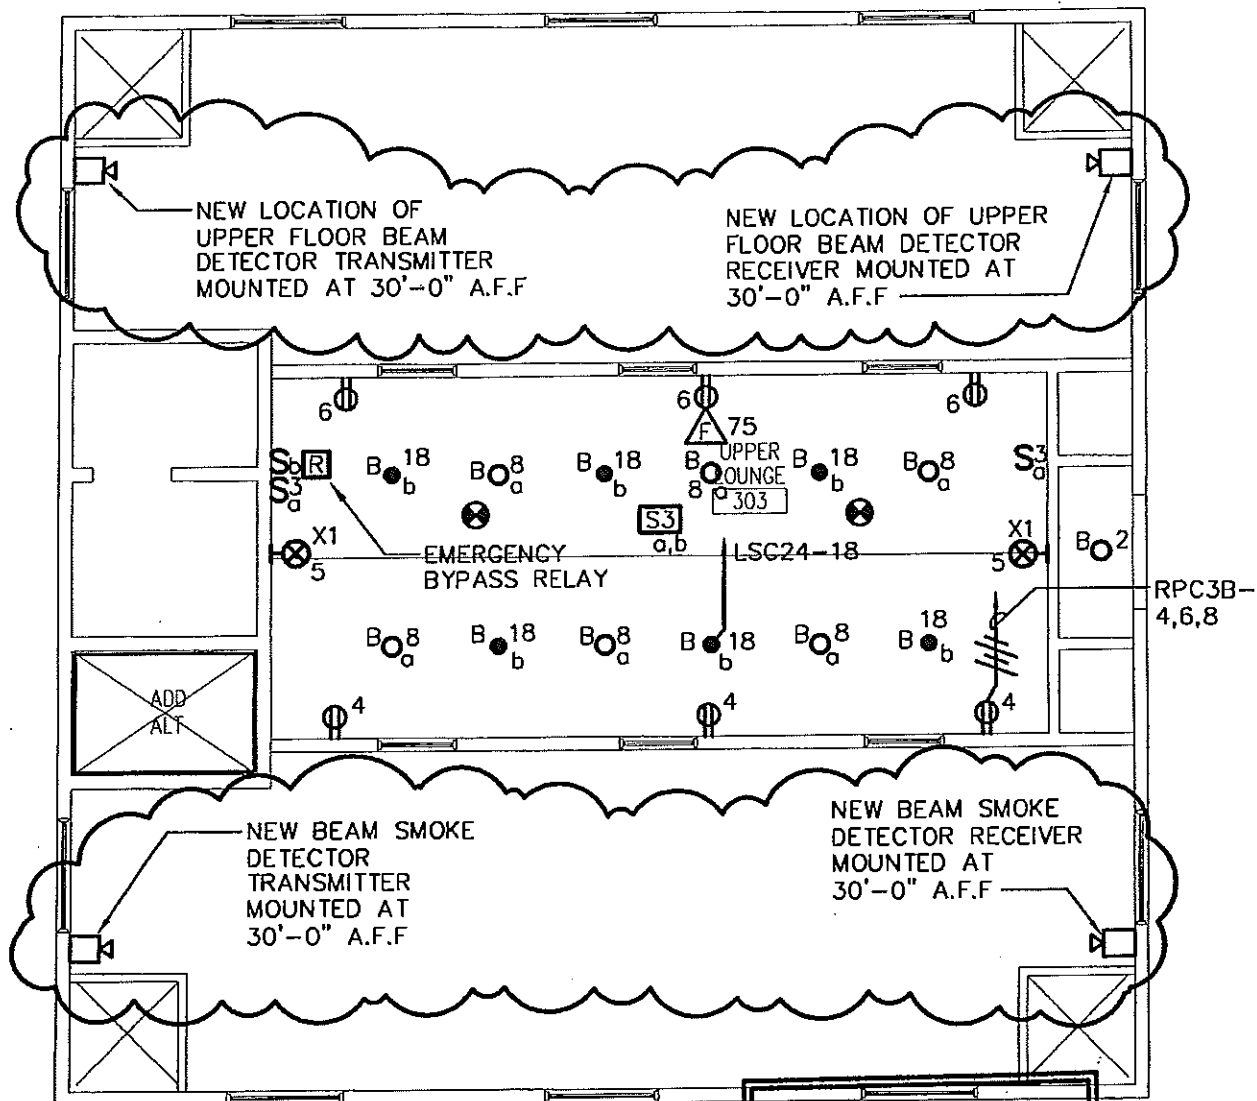 NEW LOCATION OF
UPPER FLOOR BEAM
DETECTOR TRANSMITTER
MOUNTED AT 30'-0" A.F.F
NEW LOCATION OF UPPER
FLOOR BEAM DETECTOR
RECEIVER MOUNTED AT
30'-0" A.F.F
6
6
6
F
75
UPPER
LOUNGE
303
S b
R
S 3 a
B 18 b
B 8 a
B 18 b
B 8 a
B 18 b
B 8 a
S 3 a
S3
a,b
X1
5
EMERGENCY
BYPASS RELAY
LSC24-18
X1
5
B 2
RPC3B-
4,6,8
B 8 a
B 18 b
B 8 a
B 18 b
B 8 a
B 18 b
ADD
ALT
4
4
4
NEW BEAM SMOKE
DETECTOR
TRANSMITTER
MOUNTED AT
30'-0" A.F.F
NEW BEAM SMOKE
DETECTOR RECEIVER
MOUNTED AT
30'-0" A.F.F